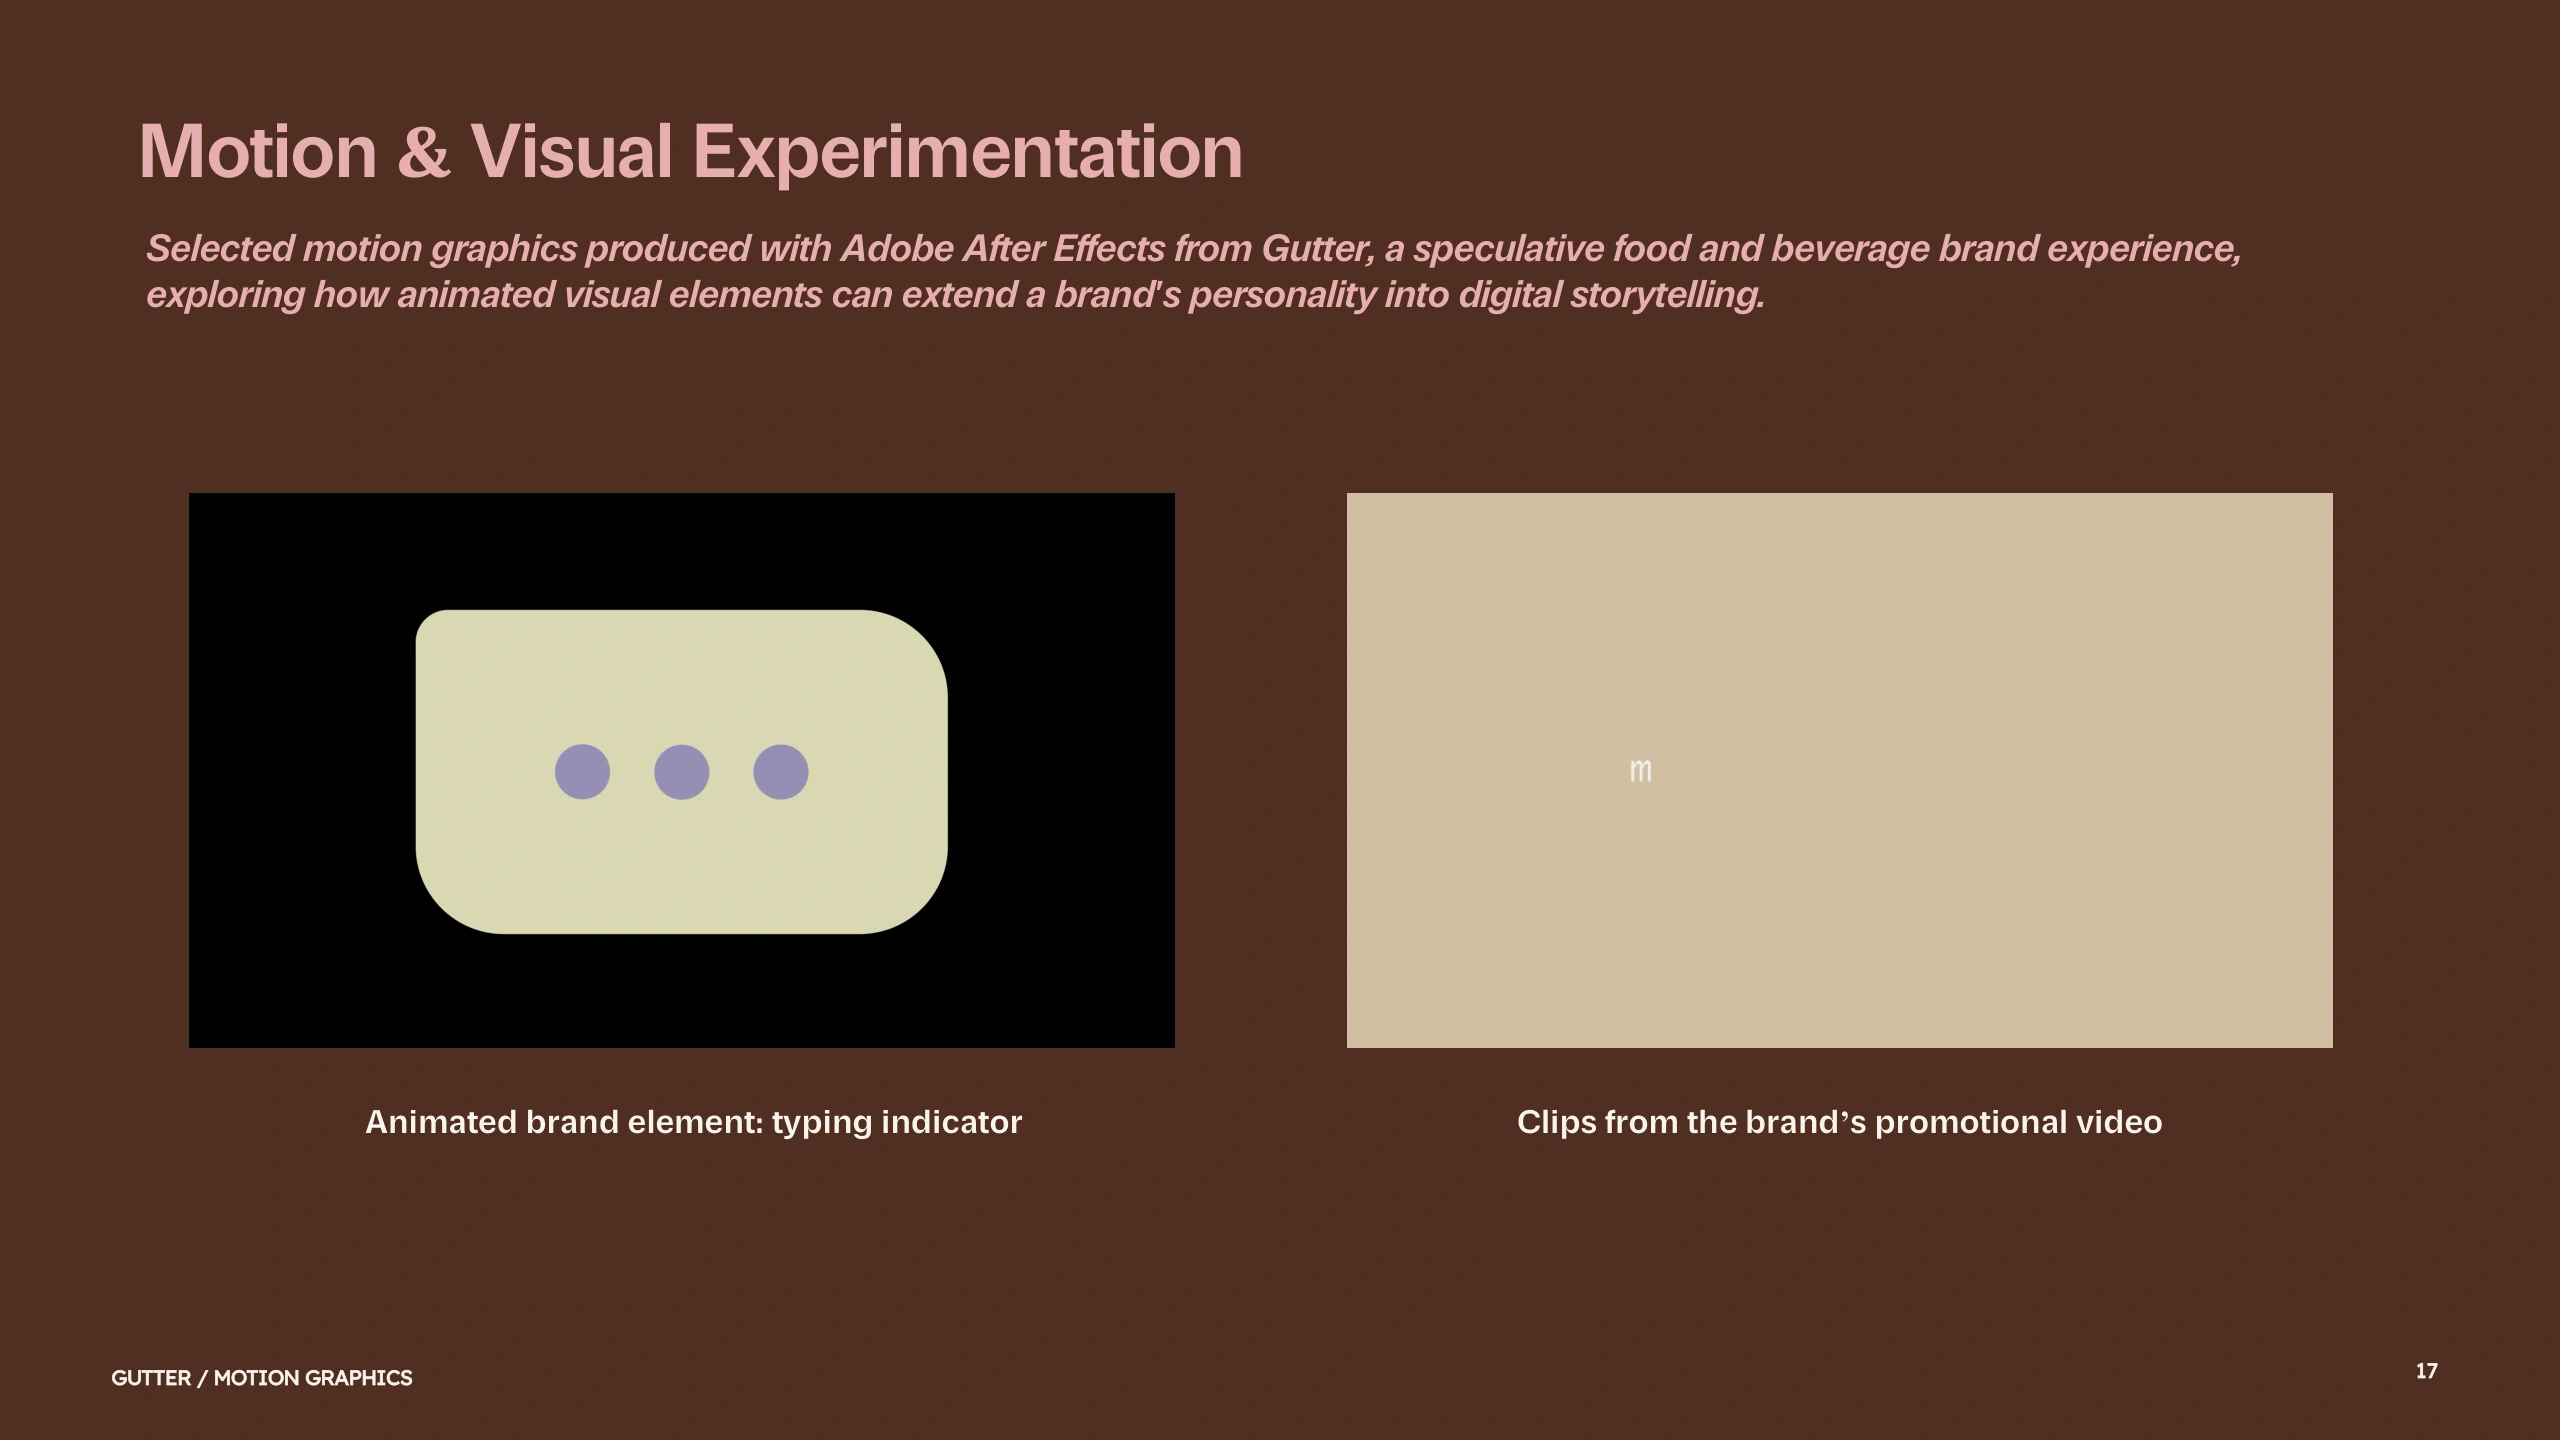 Motion & Visual Experimentation
Selected motion graphics produced with Adobe After Effects from Gutter, a speculative food and beverage brand experience,
exploring how animated visual elements can extend a brand's personality into digital storytelling.
m
Animated brand element: typing indicator
Clips from the brand’s promotional video
GUTTER / MOTION GRAPHICS
17